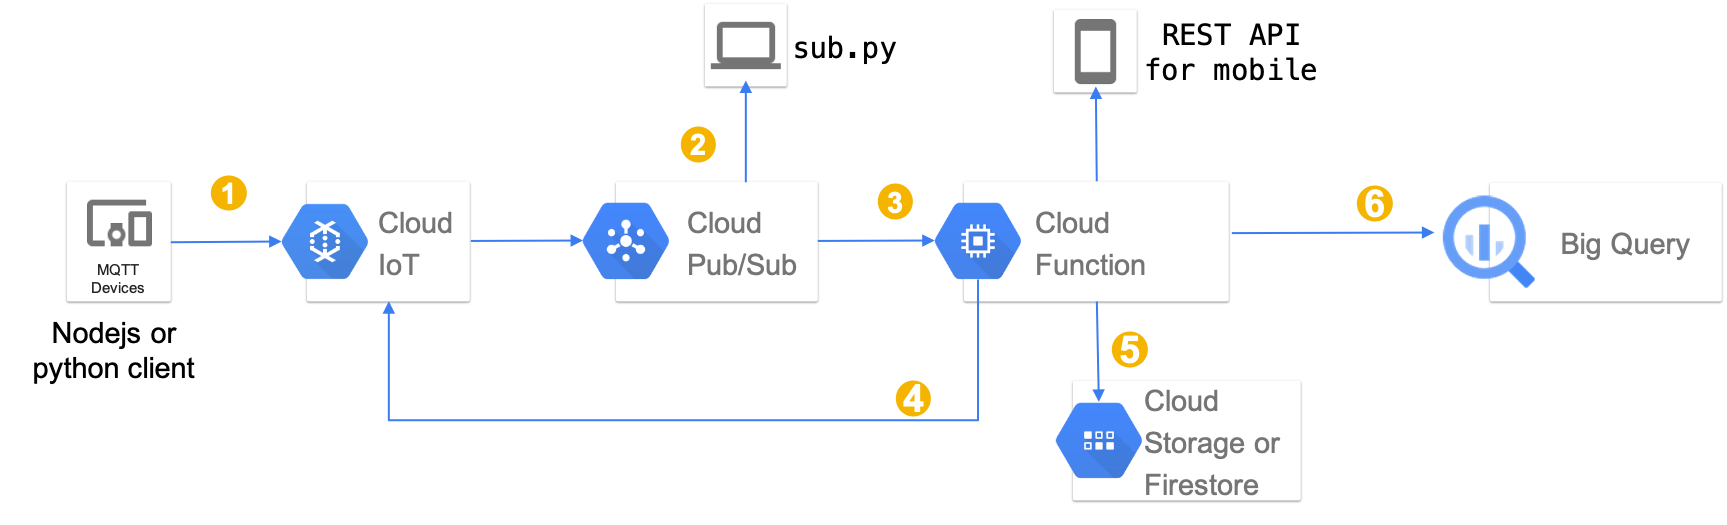 sub.py
REST API
for mobile
2
1
3
6
Cloud
IoT
Cloud
Pub/Sub
Cloud
Function
Big Query
MQTT
Devices
Nodejs or
python client
5
4
Cloud
Storage or
Firestore